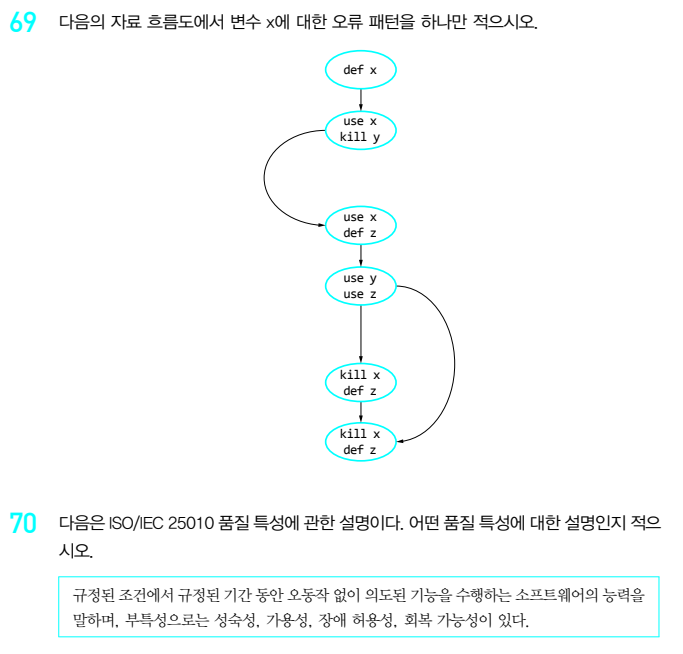 69 다음의 자료 흐름도에서 변수 x에 대한 오류 패턴을 하나만 적으시오.
def x
use x
kill y
use x
def z
use y
use z
kill x
def z
kill x
def z
70 다음은 ISO/IEC 25010 품질 특성에 관한 설명이다. 어떤 품질 특성에 대한 설명인지 적으
시오.
규정된 조건에서 규정된 기간 동안 오동작 없이 의도된 기능을 수행하는 소프트웨어의 능력을
말하며, 부특성으로는 성숙성, 가용성, 장애 허용성, 회복 가능성이 있다.